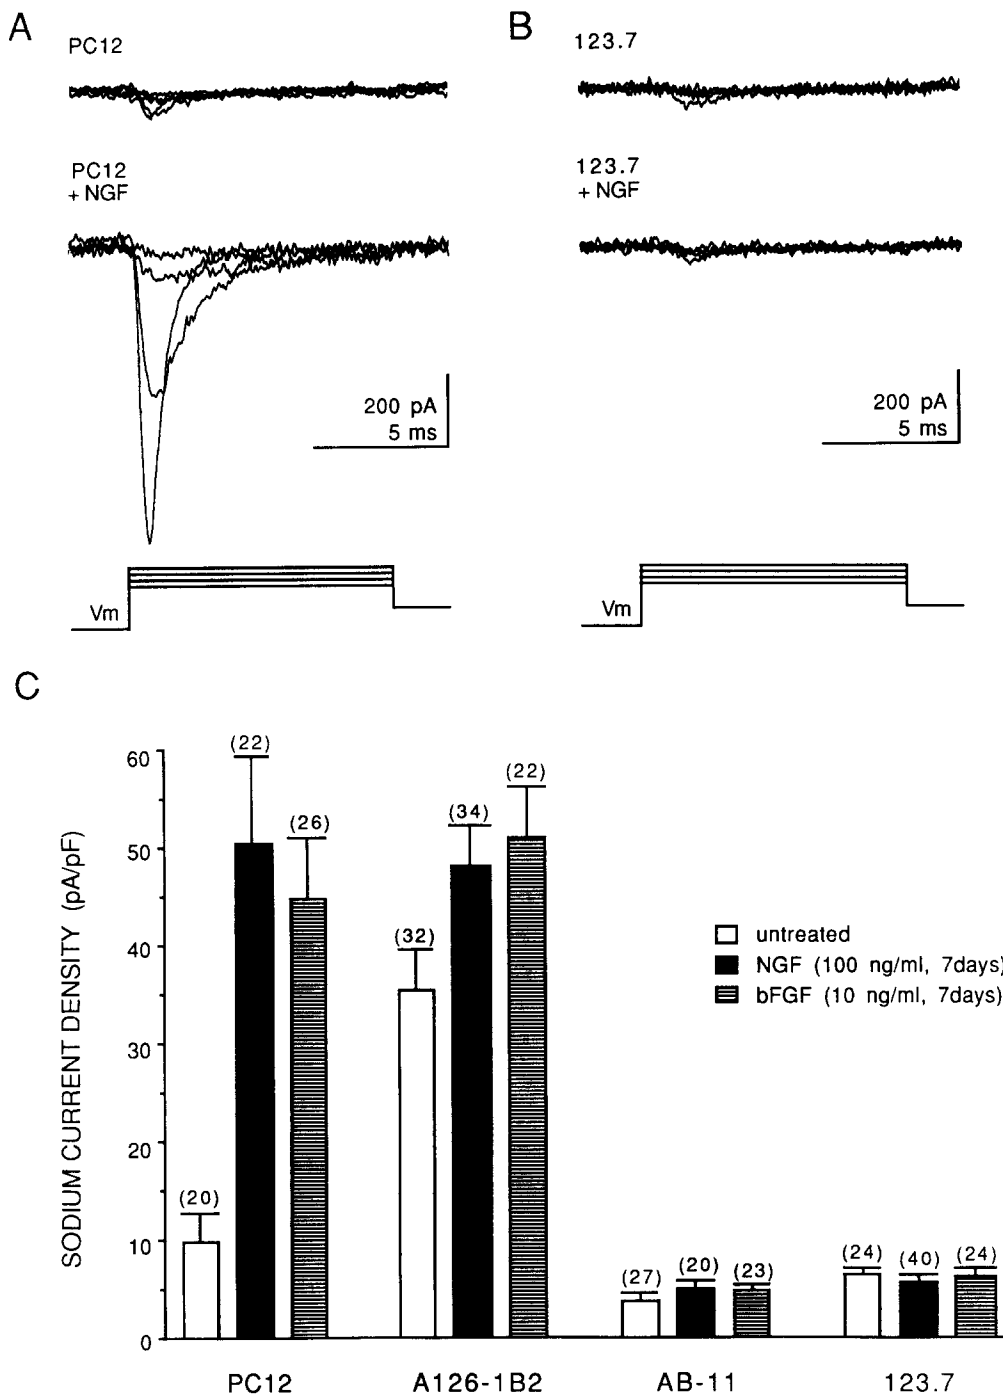 A
PC12
PC12
+ NGF
200 pA
5 ms
Vm
B
123.7
123.7
+ NGF
200 pA
5 ms
Vm
C
SODIUM CURRENT DENSITY (pA/pF)
60
50
40
30
20
10
0
(20)
(22)
(26)
(32)
(34)
(22)
(27)
(20)
(23)
(24)
(40)
(24)
untreated
NGF (100 ng/ml, 7days)
bFGF (10 ng/ml, 7days)
PC12
A126-1B2
AB-11
123.7